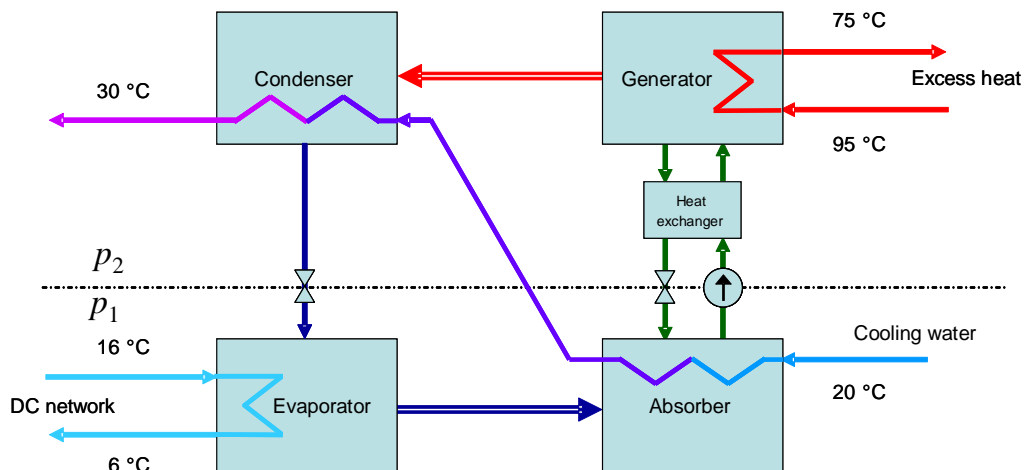 75 °C
Condenser
Generator
30 °C
Excess heat
95 °C
Heat
exchanger
p2
p1
16 °C
Cooling water
DC network
Evaporator
Absorber
20 °C
6 °C